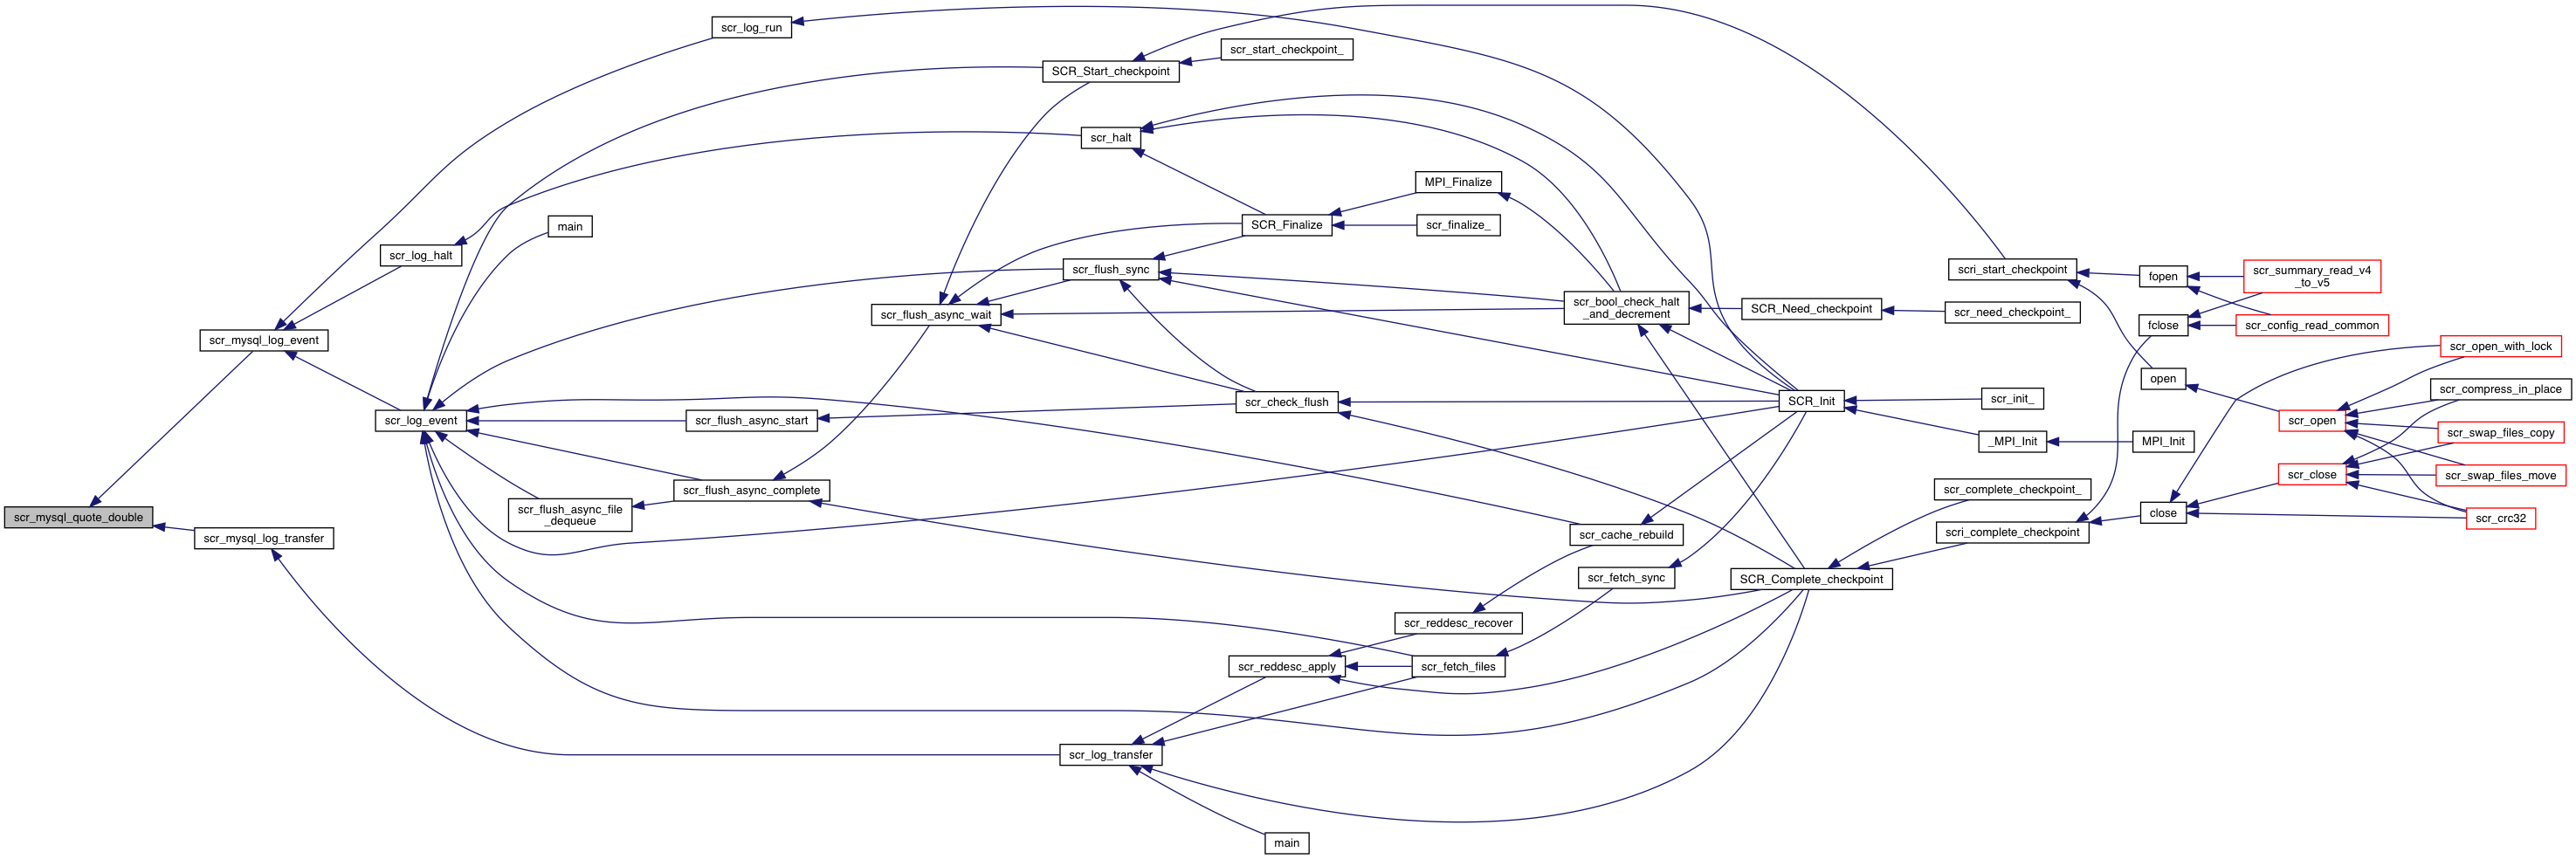 scr_log_run
scr_start_checkpoint_
SCR_Start_checkpoint
scr_halt
MPI_Finalize
main
SCR_Finalize
scr_finalize_
scr_log_halt
scr_flush_sync
scri_start_checkpoint
fopen
scr_summary_read_v4
_to_v5
scr_bool_check_halt
_and_decrement
SCR_Need_checkpoint
scr_need_checkpoint_
scr_flush_async_wait
fclose
scr_config_read_common
scr_mysql_log_event
scr_open_with_lock
open
scr_compress_in_place
scr_check_flush
SCR_Init
scr_init_
scr_log_event
scr_flush_async_start
scr_open
scr_swap_files_copy
_MPI_Init
MPI_Init
scr_close
scr_swap_files_move
scr_flush_async_complete
scr_complete_checkpoint_
scr_flush_async_file
_dequeue
close
scr_crc32
scr_mysql_quote_double
scr_mysql_log_transfer
scr_cache_rebuild
scri_complete_checkpoint
scr_fetch_sync
SCR_Complete_checkpoint
scr_reddesc_recover
scr_reddesc_apply
scr_fetch_files
scr_log_transfer
main